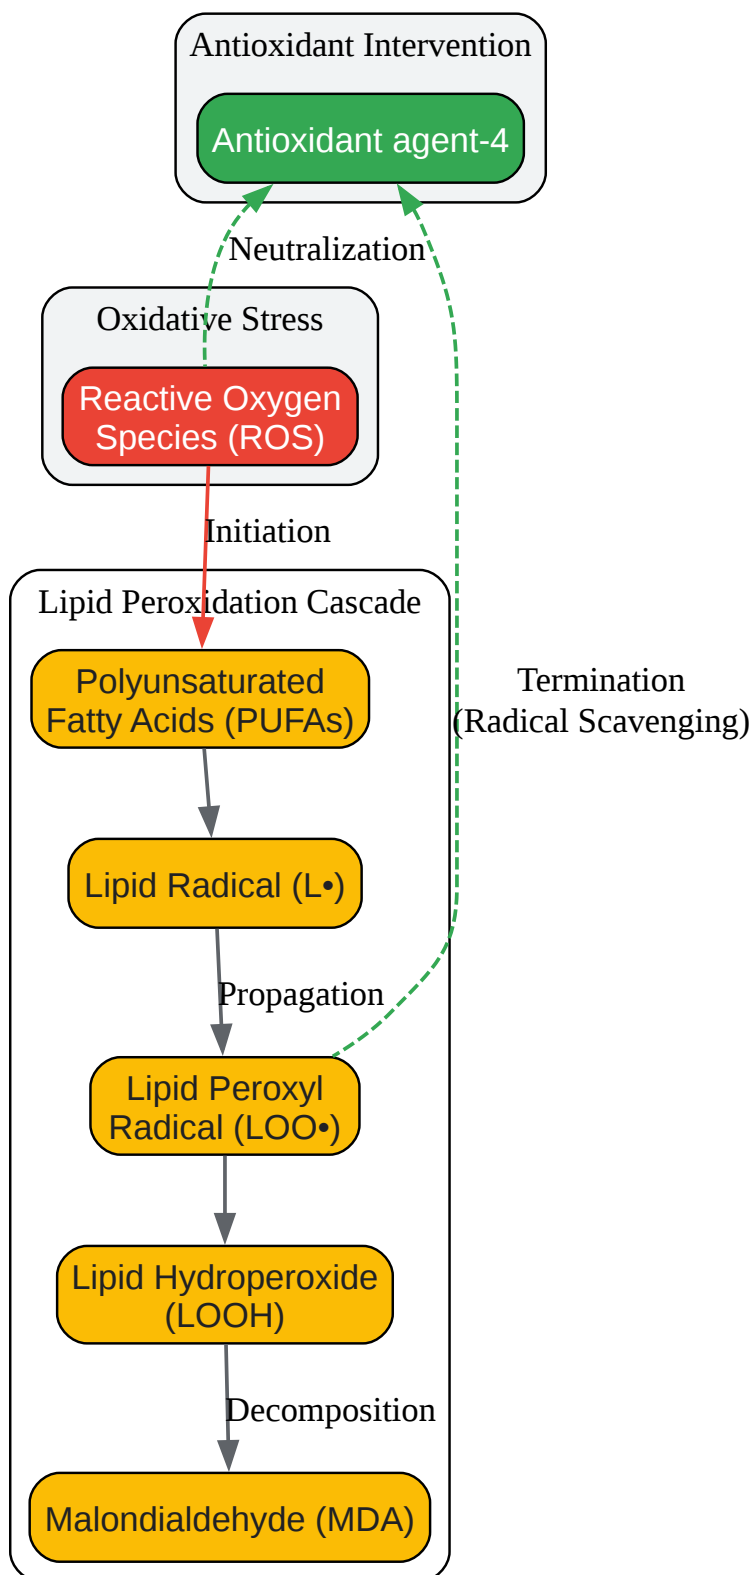 Antioxidant Intervention
Antioxidant agent-4
Neutralization
Oxidative Stress
Reactive Oxygen
Species (ROS)
Initiation
Lipid Peroxidation Cascade
Polyunsaturated
Fatty Acids (PUFAs)
Termination
(Radical Scavenging)
Lipid Radical (L•)
Propagation
Lipid Peroxyl
Radical (LOO•)
Lipid Hydroperoxide
(LOOH)
Decomposition
Malondialdehyde (MDA)